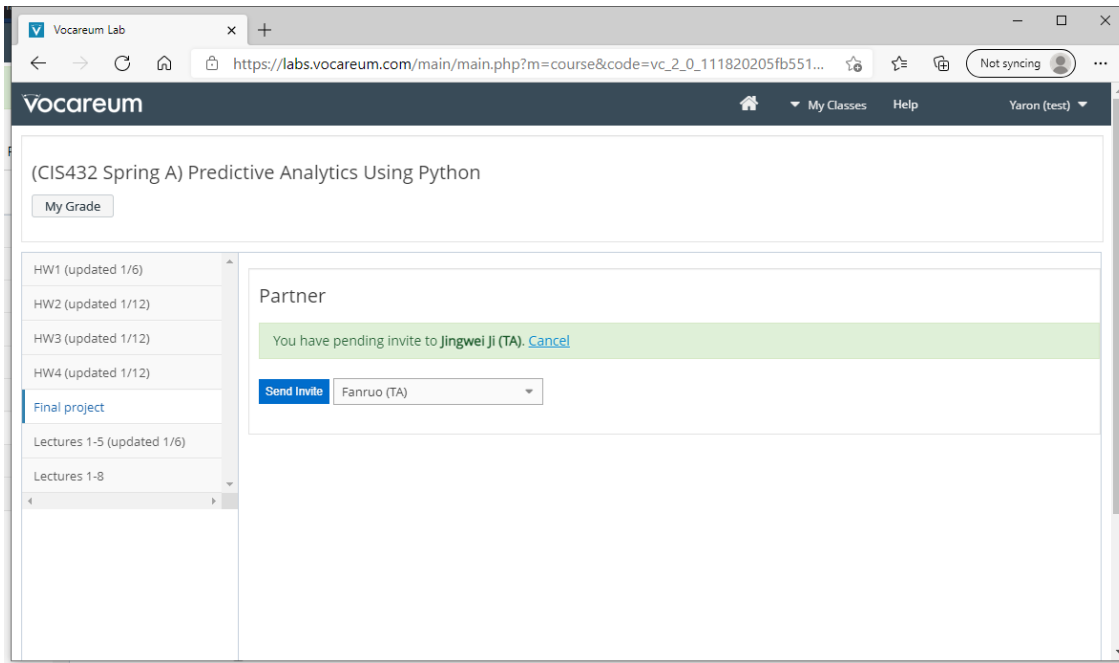 Vocareum Lab
https://labs.vocareum.com/main/main.php?m=course&code=vc_2_0_111820205fb551...
Not syncing
vocareum
My Classes
Help
Yaron (test)
(CIS432 Spring A) Predictive Analytics Using Python
My Grade
HW1 (updated 1/6)
HW2 (updated 1/12)
HW3 (updated 1/12)
HW4 (updated 1/12)
Final project
Lectures 1-5 (updated 1/6)
Lectures 1-8
Partner
You have pending invite to Jingwei Ji (TA). Cancel
Send Invite
Fanruo (TA)